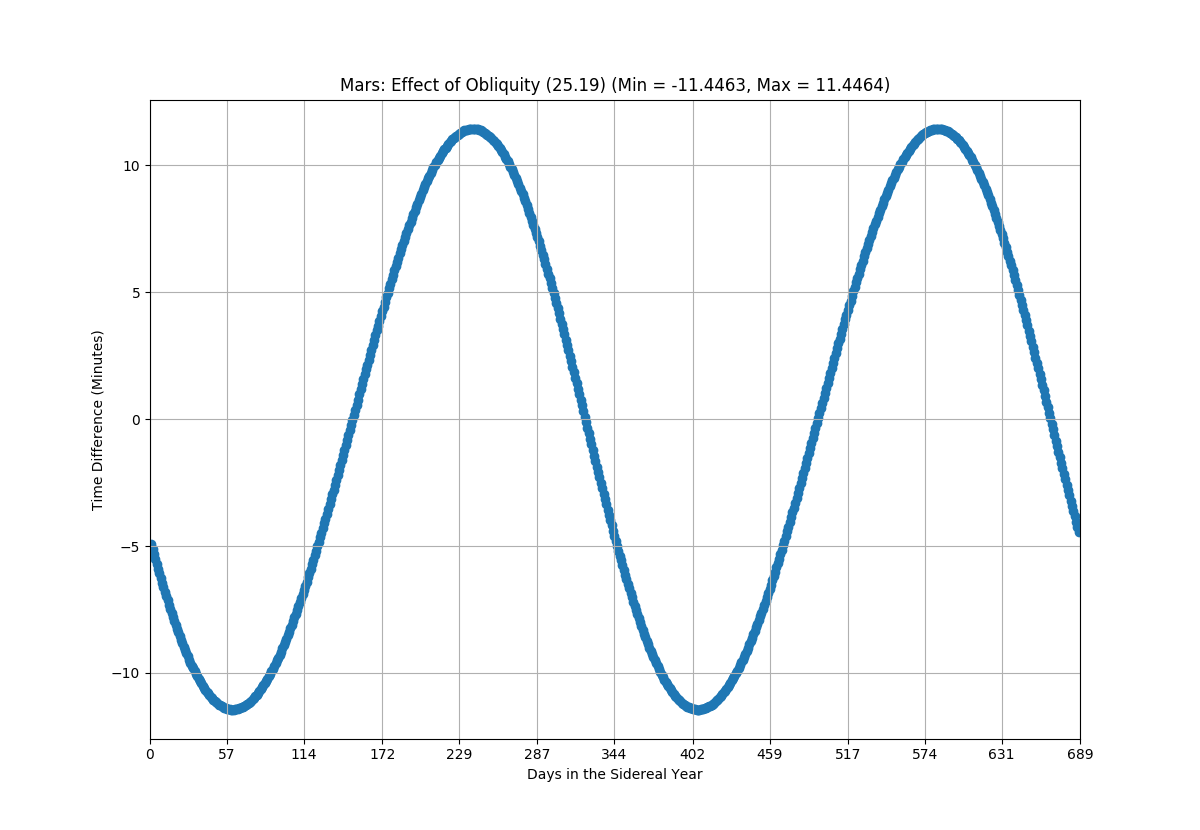 Mars: Effect of Obliquity (25.19) (Min = -11.4463, Max = 11.4464)
10
5
0
−5
−10
Time Difference (Minutes)
0 57 114 172 229 287 344 402 459 517 574 631 689
Days in the Sidereal Year